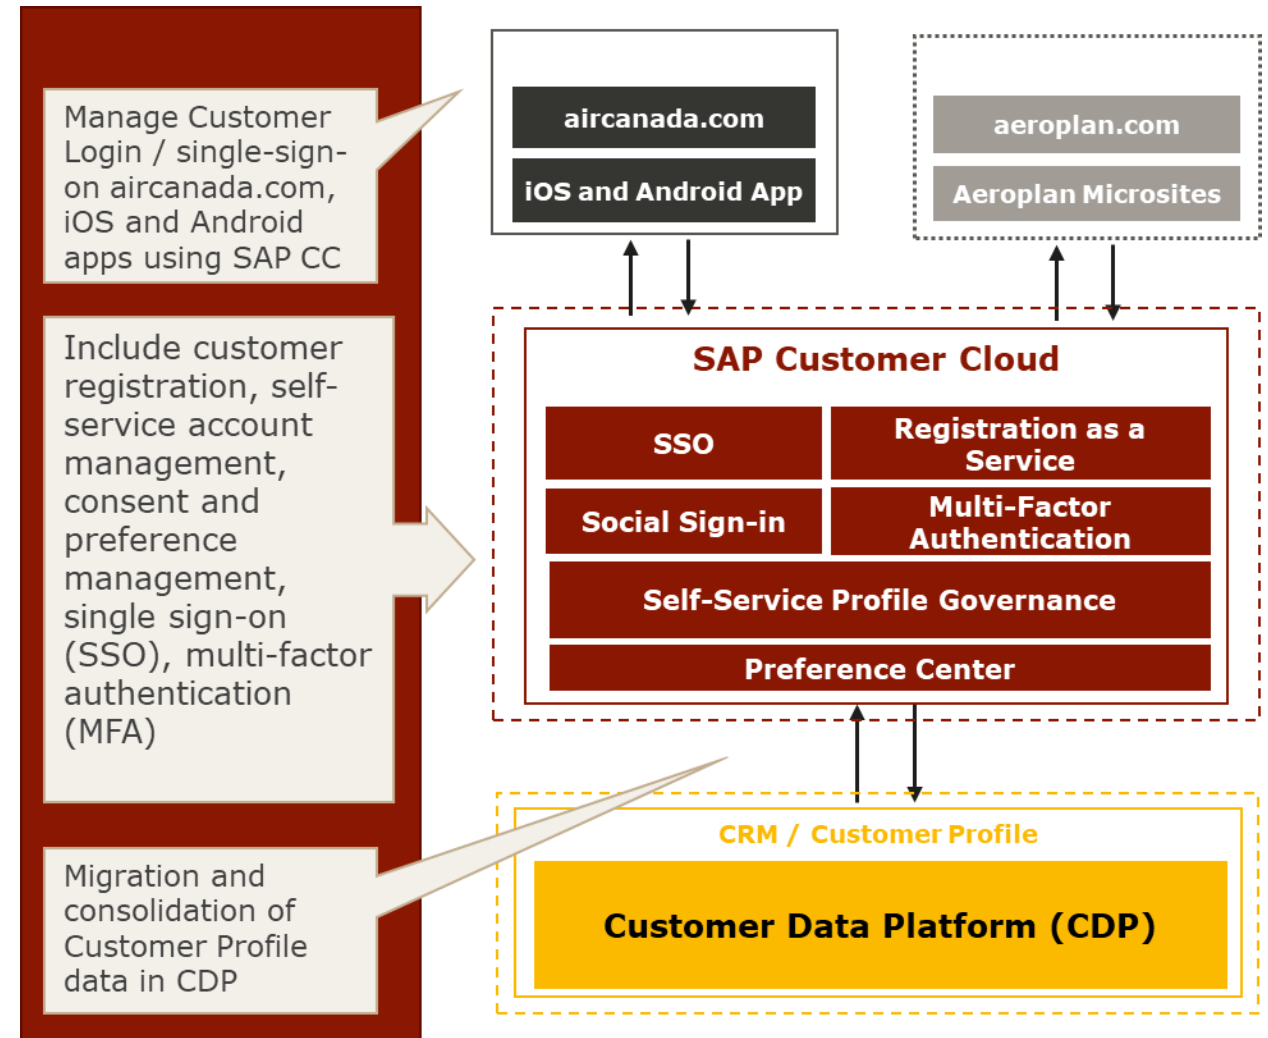 Manage Customer
Login / single-sign-
on aircanada.com,
iOS and Android
apps using SAP CC
Include customer
registration, self-
service account
management,
consent and
preference
management,
single sign-on
(SSO), multi-factor
authentication
(MFA)
Migration and
consolidation of
Customer Profile
data in CDP
aircanada.com
iOS and Android App
aeroplan.com
Aeroplan Microsites
SAP Customer Cloud
SSO
Registration as a
Service
Social Sign-in
Multi-Factor
Authentication
Self-Service Profile Governance
Preference Center
CRM / Customer Profile
Customer Data Platform (CDP)